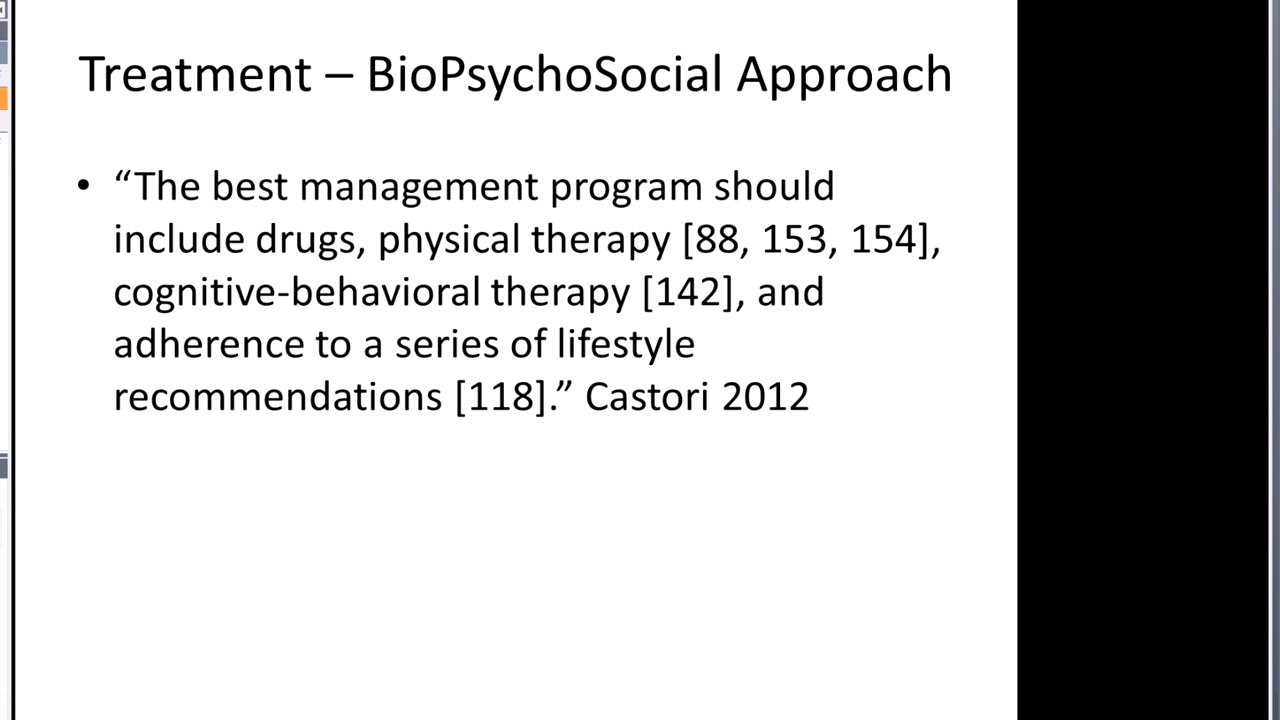 Treatment – BioPsychoSocial Approach
• “The best management program should
include drugs, physical therapy [88, 153, 154],
cognitive-behavioral therapy [142], and
adherence to a series of lifestyle
recommendations [118].” Castori 2012